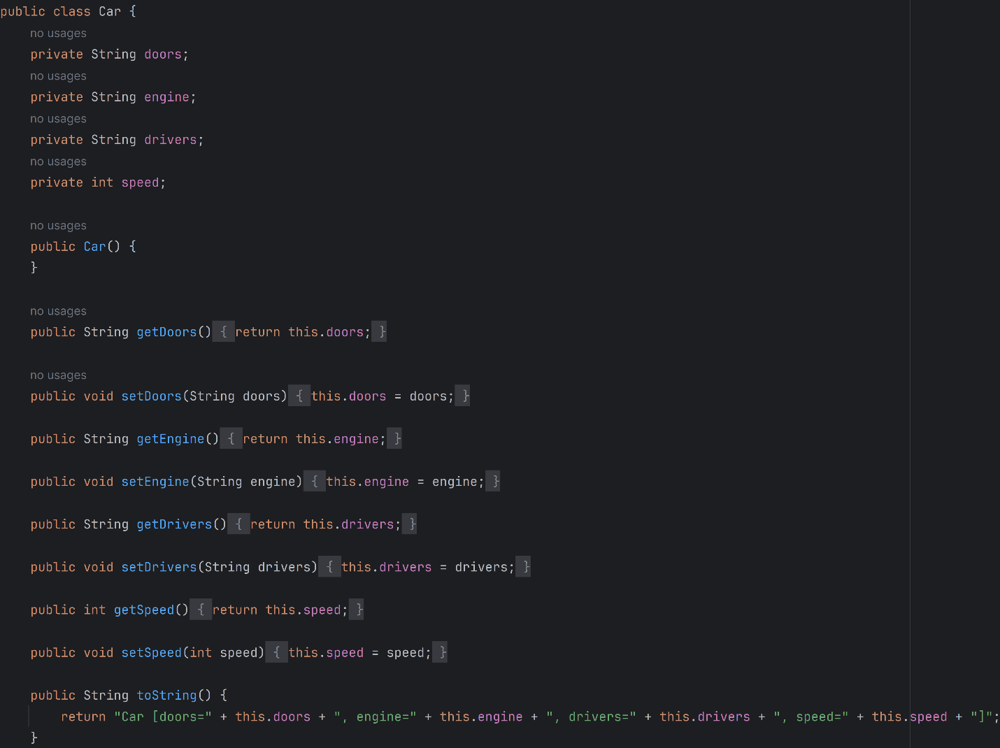 public class Car {
no usages
private String doors;
no usages
private String engine;
no usages
private String drivers;
no usages
private int speed;
no usages
public Car() {
}
no usages
public String getDoors() { return this.doors; }
no usages
public void setDoors(String doors) { this.doors = doors; }
public String getEngine() { return this.engine; }
public void setEngine(String engine) { this.engine = engine; }
public String getDrivers() { return this.drivers; }
public void setDrivers(String drivers) { this.drivers = drivers; }
public int getSpeed() { return this.speed; }
public void setSpeed(int speed) { this.speed = speed; }
public String toString() {
return "Car [doors=" + this.doors + ", engine=" + this.engine + ", drivers=" + this.drivers + ", speed=" + this.speed + "]";
}